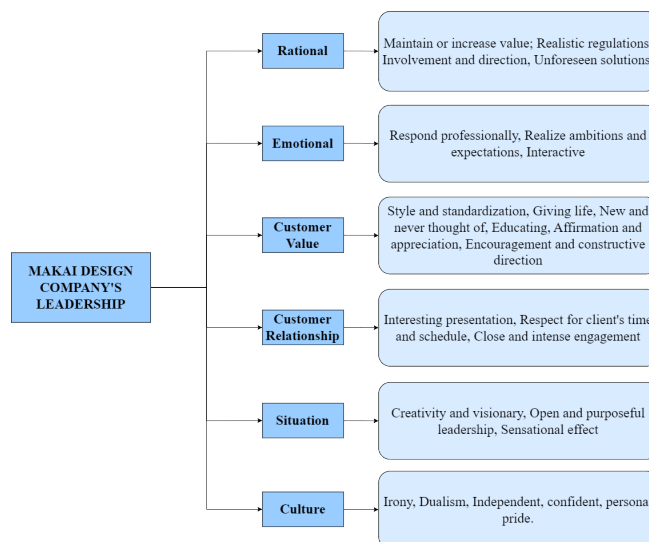 Rational
Maintain or increase value; Realistic regulations
Involvement and direction, Unforeseen solutions
Emotional
Respond professionally, Realize ambitions and
expectations, Interactive
Customer
Value
Style and standardization, Giving life, New and
never thought of, Educating, Affirmation and
appreciation, Encouragement and constructive
direction
MAKAI DESIGN
COMPANY'S
LEADERSHIP
Customer
Relationship
Interesting presentation, Respect for client's time
and schedule, Close and intense engagement
Situation
Creativity and visionary, Open and purposeful
leadership, Sensational effect
Culture
Irony, Dualism, Independent, confident, persona
pride.